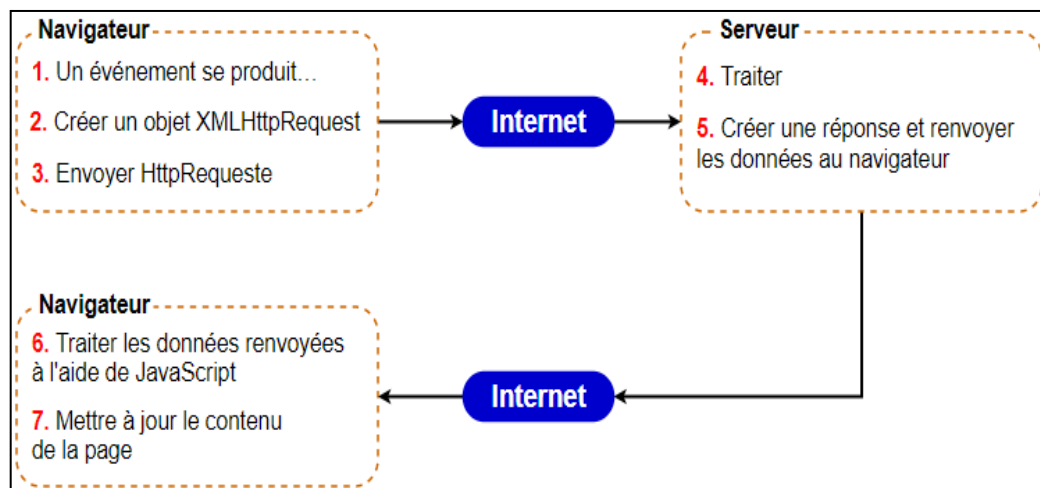 Navigateur
1. Un événement se produit…
2. Créer un objet XMLHttpRequest
3. Envoyer HttpRequeste
Internet
Serveur
4. Traiter
5. Créer une réponse et renvoyer
les données au navigateur
Navigateur
6. Traiter les données renvoyées
à l'aide de JavaScript
7. Mettre à jour le contenu
de la page
Internet